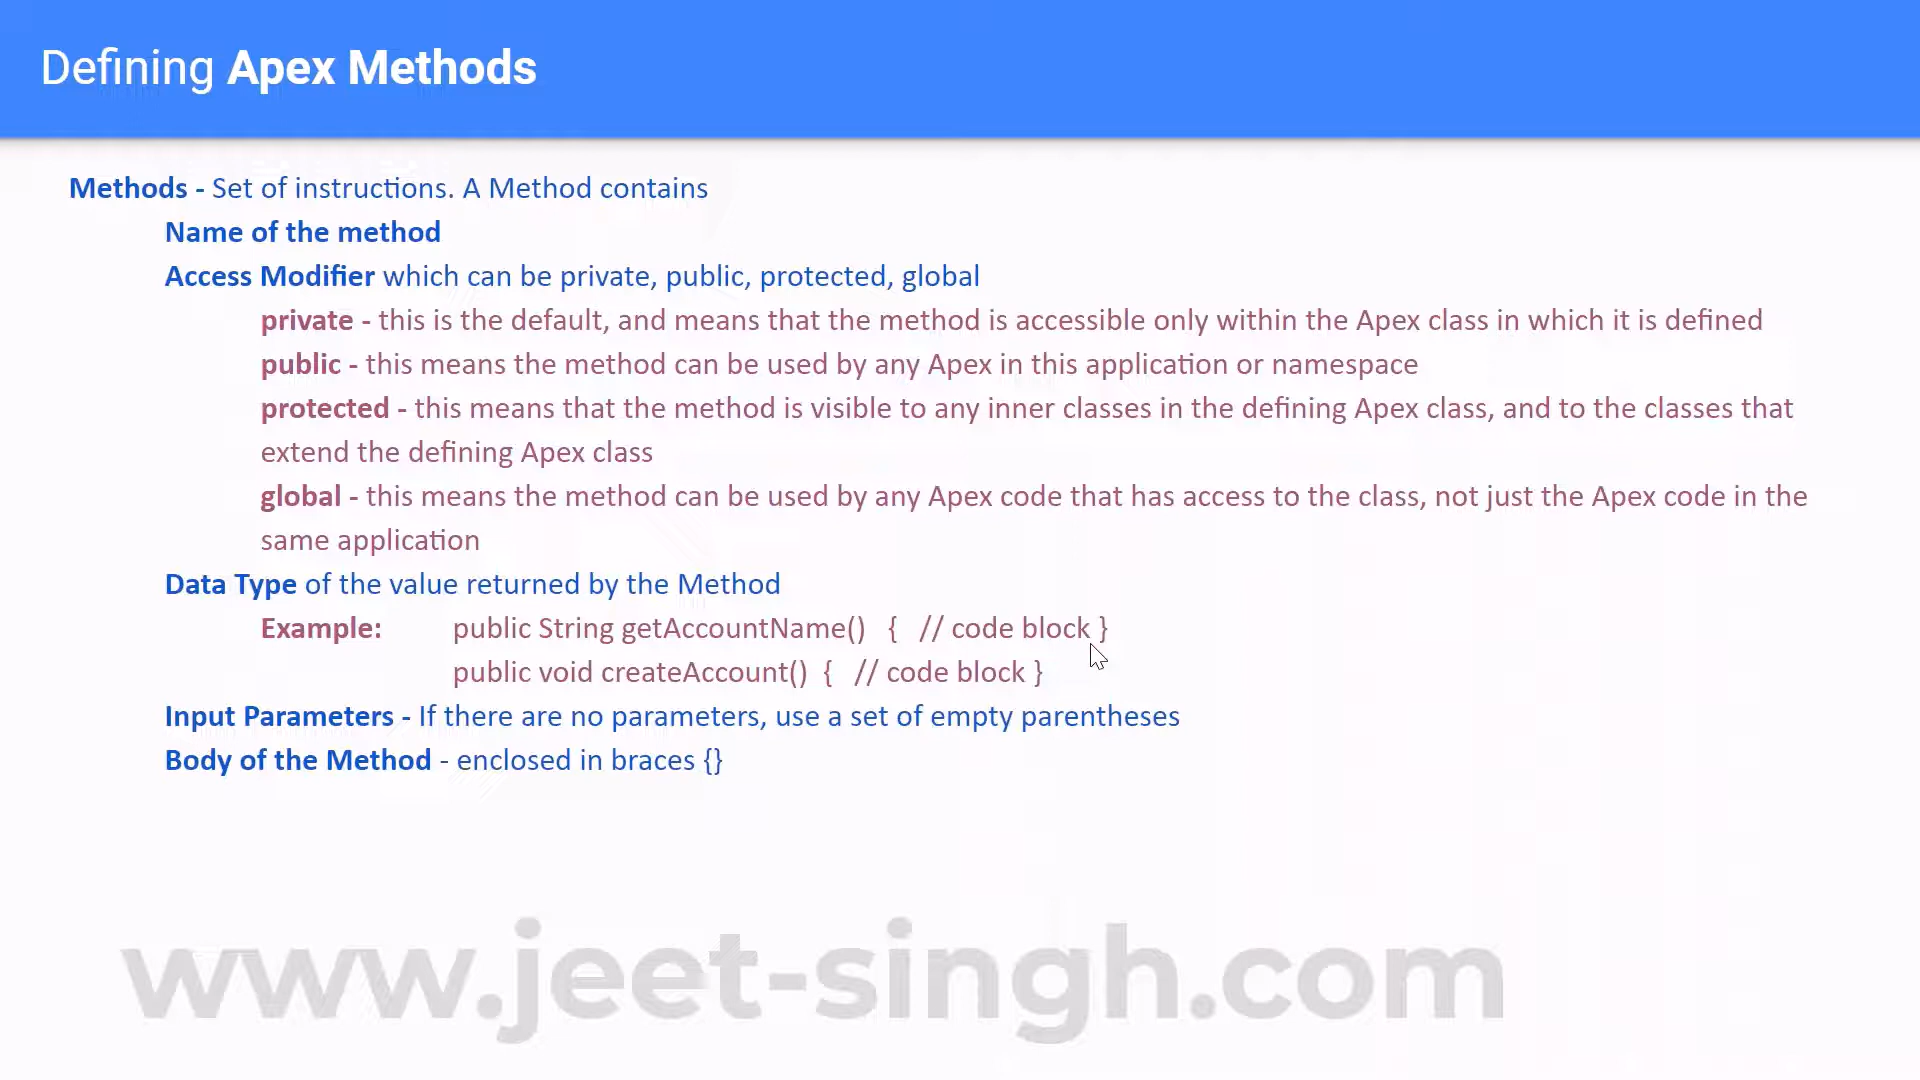 Defining Apex Methods
Methods - Set of instructions. A Method contains
Name of the method
Access Modifier which can be private, public, protected, global
private - this is the default, and means that the method is accessible only within the Apex class in which it is defined
public - this means the method can be used by any Apex in this application or namespace
protected - this means that the method is visible to any inner classes in the defining Apex class, and to the classes that
extend the defining Apex class
global - this means the method can be used by any Apex code that has access to the class, not just the Apex code in the
same application
Data Type of the value returned by the Method
Example: public String getAccountName() { // code block }
public void createAccount() { // code block }
Input Parameters - If there are no parameters, use a set of empty parentheses
Body of the Method - enclosed in braces {}
www.jeet-singh.com